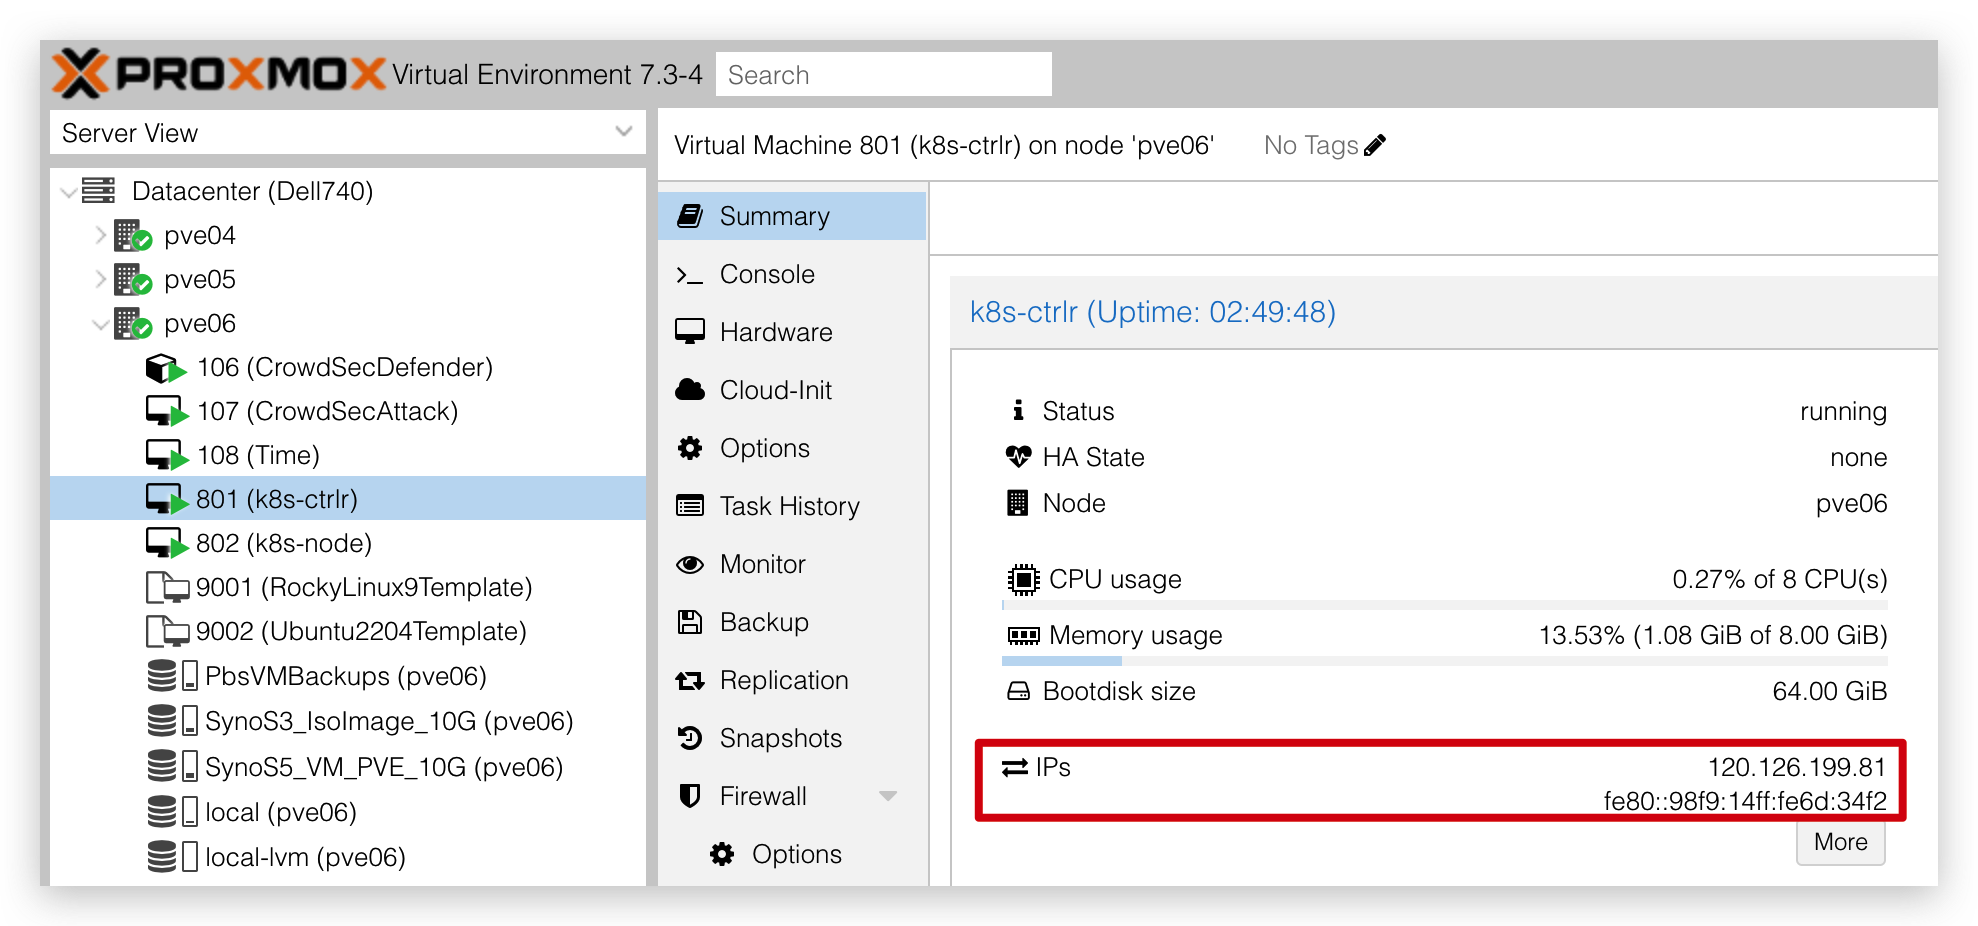 PROXMOX Virtual Environment 7.3-4 Search
Server View
Datacenter (Dell740)
pve04
pve05
pve06
106 (CrowdSecDefender)
107 (CrowdSecAttack)
108 (Time)
801 (k8s-ctrlr)
802 (k8s-node)
9001 (RockyLinux9Template)
9002 (Ubuntu2204Template)
PbsVMBackups (pve06)
SynoS3_IsoImage_10G (pve06)
SynoS5_VM_PVE_10G (pve06)
local (pve06)
local-lvm (pve06)
Virtual Machine 801 (k8s-ctrlr) on node 'pve06' No Tags
Summary
Console
Hardware
Cloud-Init
Options
Task History
Monitor
Backup
Replication
Snapshots
Firewall
Options
k8s-ctrlr (Uptime: 02:49:48)
Status running
HA State none
Node pve06
CPU usage 0.27% of 8 CPU(s)
Memory usage 13.53% (1.08 GiB of 8.00 GiB)
Bootdisk size 64.00 GiB
IPs 120.126.199.81
fe80::98f9:14ff:fe6d:34f2
More